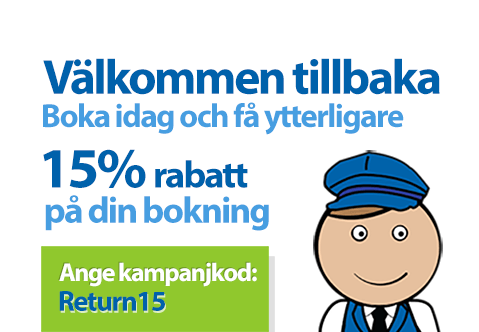 Välkommen tillbaka
Boka idag och få ytterligare
15% rabatt
på din bokning
Ange kampanjkod:
Return15